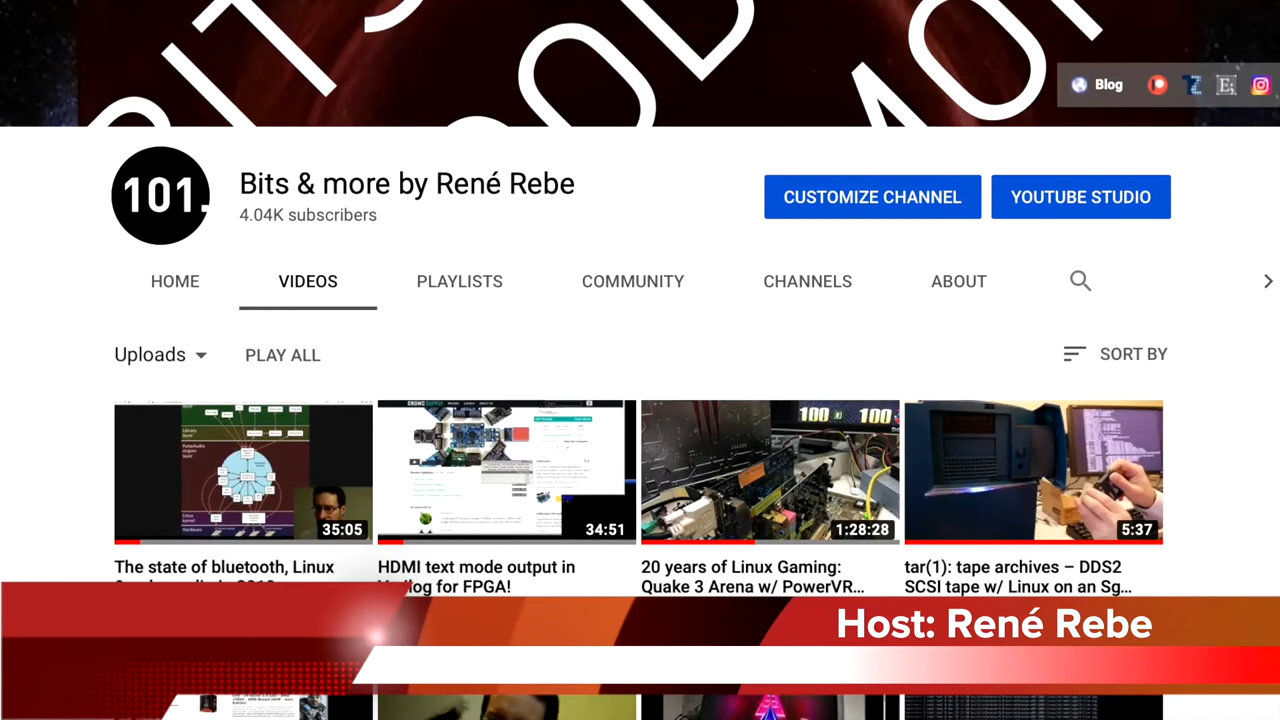 Blog
101.
Bits & more by René Rebe
4.04K subscribers
CUSTOMIZE CHANNEL
YOUTUBE STUDIO
HOME
VIDEOS
PLAYLISTS
COMMUNITY
CHANNELS
ABOUT
Uploads
PLAY ALL
SORT BY
100
100
35:05
34:51
1:28:28
5:37
The state of bluetooth, Linux
HDMI text mode output in
Verilog for FPGA!
20 years of Linux Gaming:
Quake 3 Arena w/ PowerVR...
tar(1): tape archives – DDS2
SCSI tape w/ Linux on an Sg...
Host: René Rebe